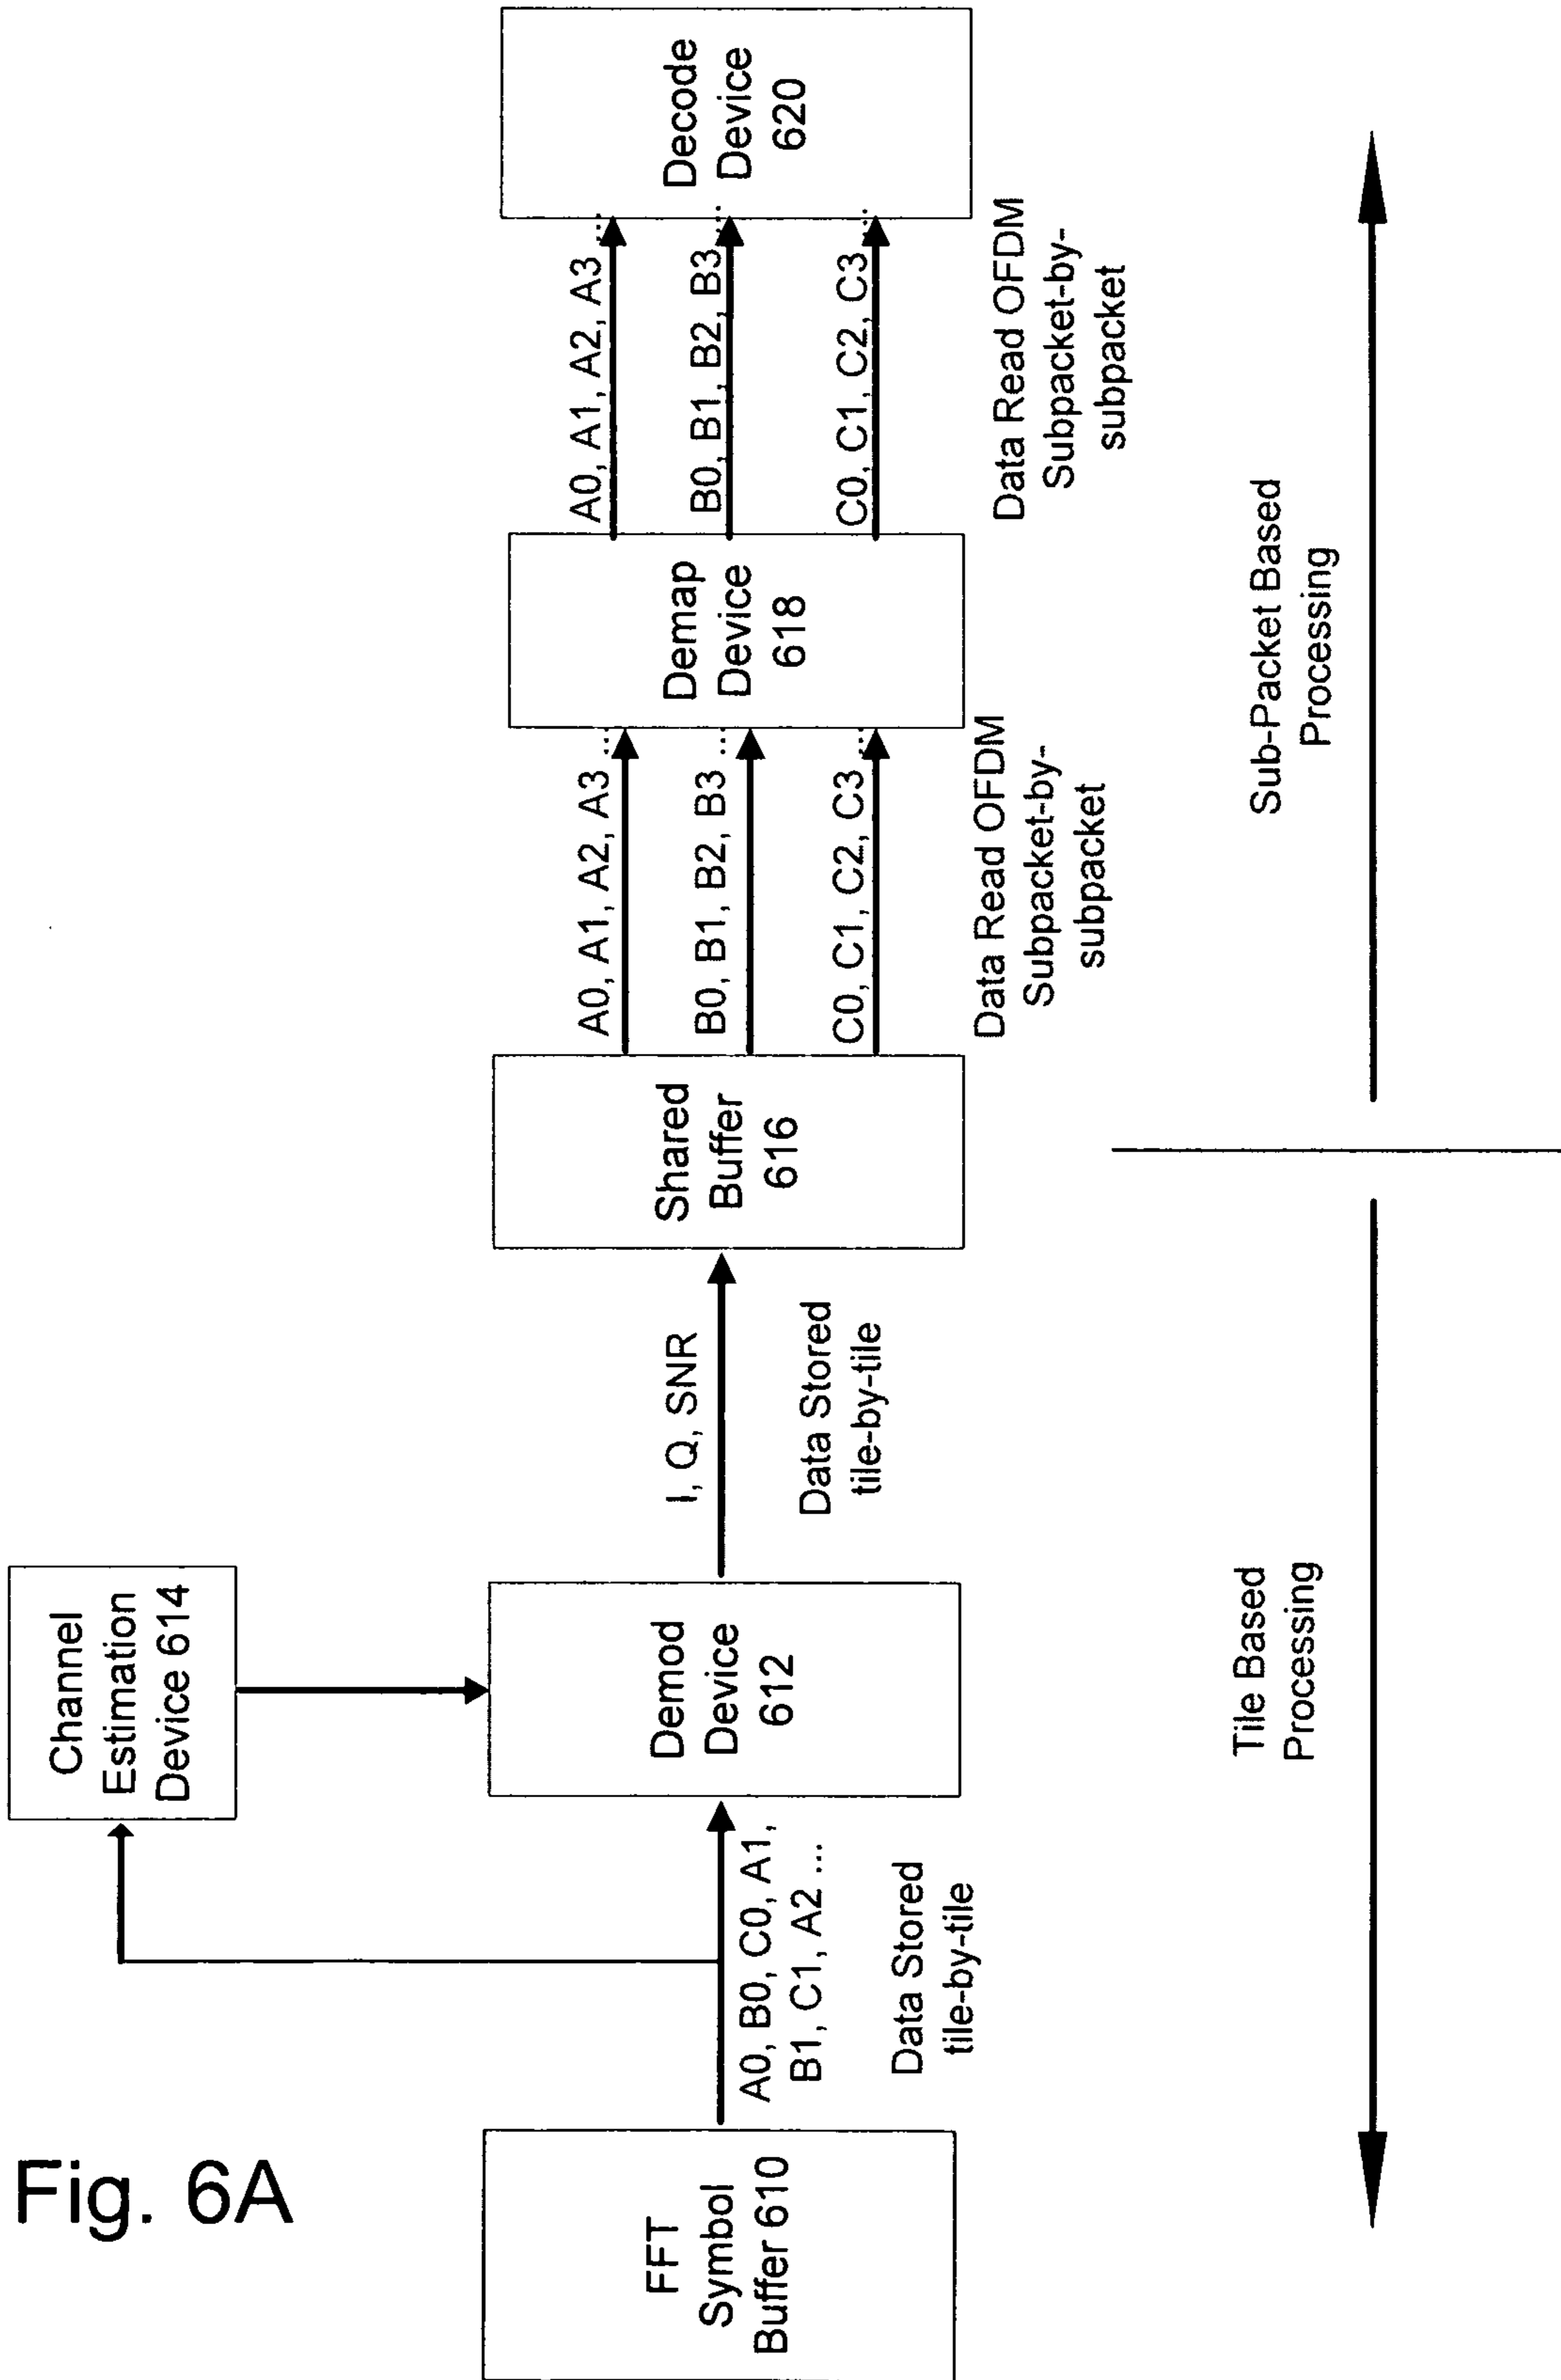 Fig. 6A
Channel
Estimation
Device 614
FFT
Symbol
Buffer 610
A0, B0, C0, A1,
B1, C1, A2 ...
Data Stored
tile-by-tile
Demod
Device
612
I, Q, SNR
Data Stored
tile-by-tile
Shared
Buffer
616
A0, A1, A2, A3 ...
B0, B1, B2, B3 ...
C0, C1, C2, C3 ...
Data Read OFDM
Subpacket-by-
subpacket
Demap
Device
618
A0, A1, A2, A3 ...
B0, B1, B2, B3 ...
C0, C1, C2, C3 ...
Data Read OFDM
Subpacket-by-
subpacket
Decode
Device
620
Tile Based
Processing
Sub-Packet Based
Processing